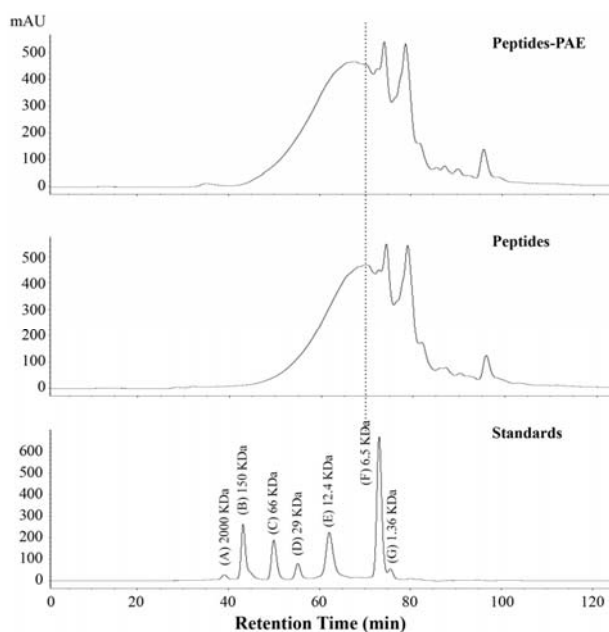 mAU
Peptides-PAE
500
400
300
200
100
0
Peptides
500
400
300
200
100
0
Standards
600
500
400
300
200
100
0
(A) 2000 KDa
(B) 150 KDa
(C) 66 KDa
(D) 29 KDa
(E) 12.4 KDa
(F) 6.5 KDa
(G) 1.36 KDa
0 20 40 60 80 100 120
Retention Time (min)